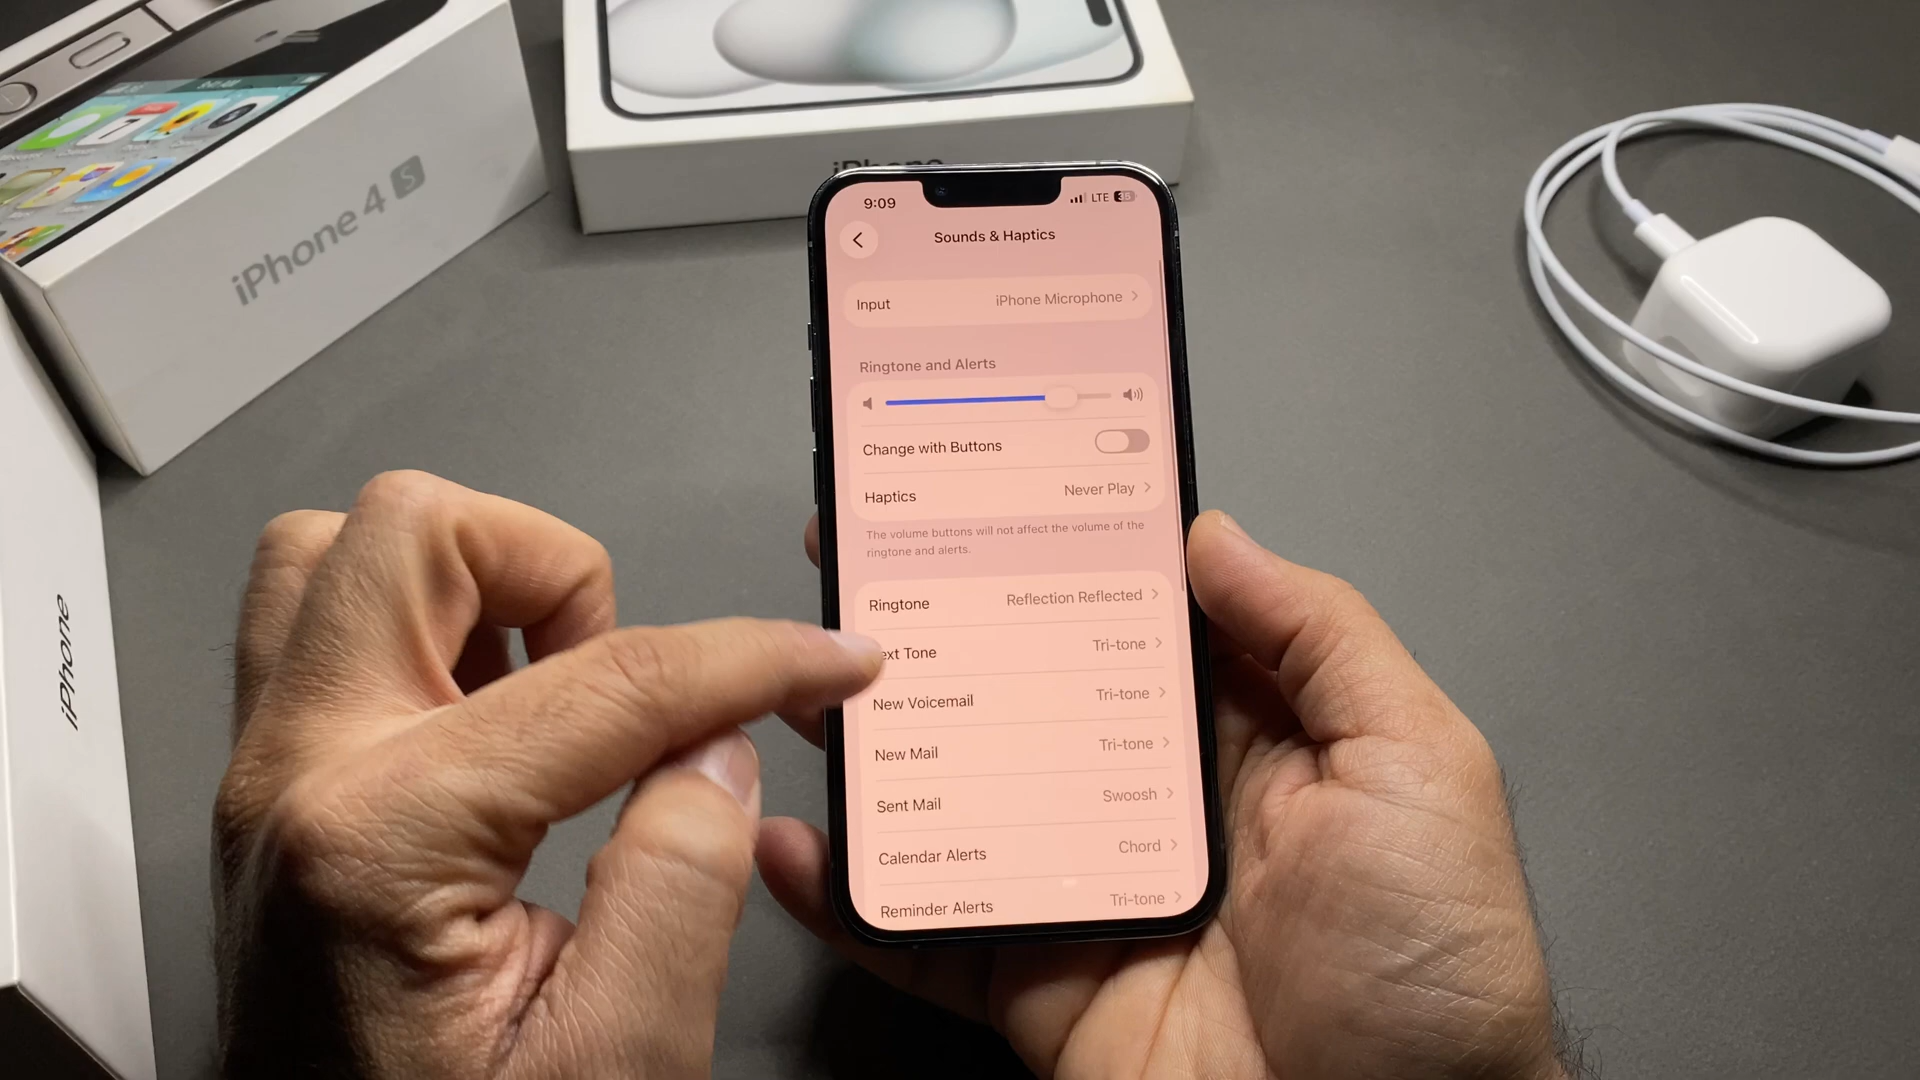 iPhone 4 S
iPhone
iPhone
9:09
LTE
35
Sounds & Haptics
Input
iPhone Microphone
Ringtone and Alerts
Change with Buttons
Haptics
Never Play
The volume buttons will not affect the volume of the
ringtone and alerts.
Ringtone
Reflection Reflected
ext Tone
Tri-tone
New Voicemail
Tri-tone
New Mail
Tri-tone
Sent Mail
Swoosh
Calendar Alerts
Chord
Reminder Alerts
Tri-tone